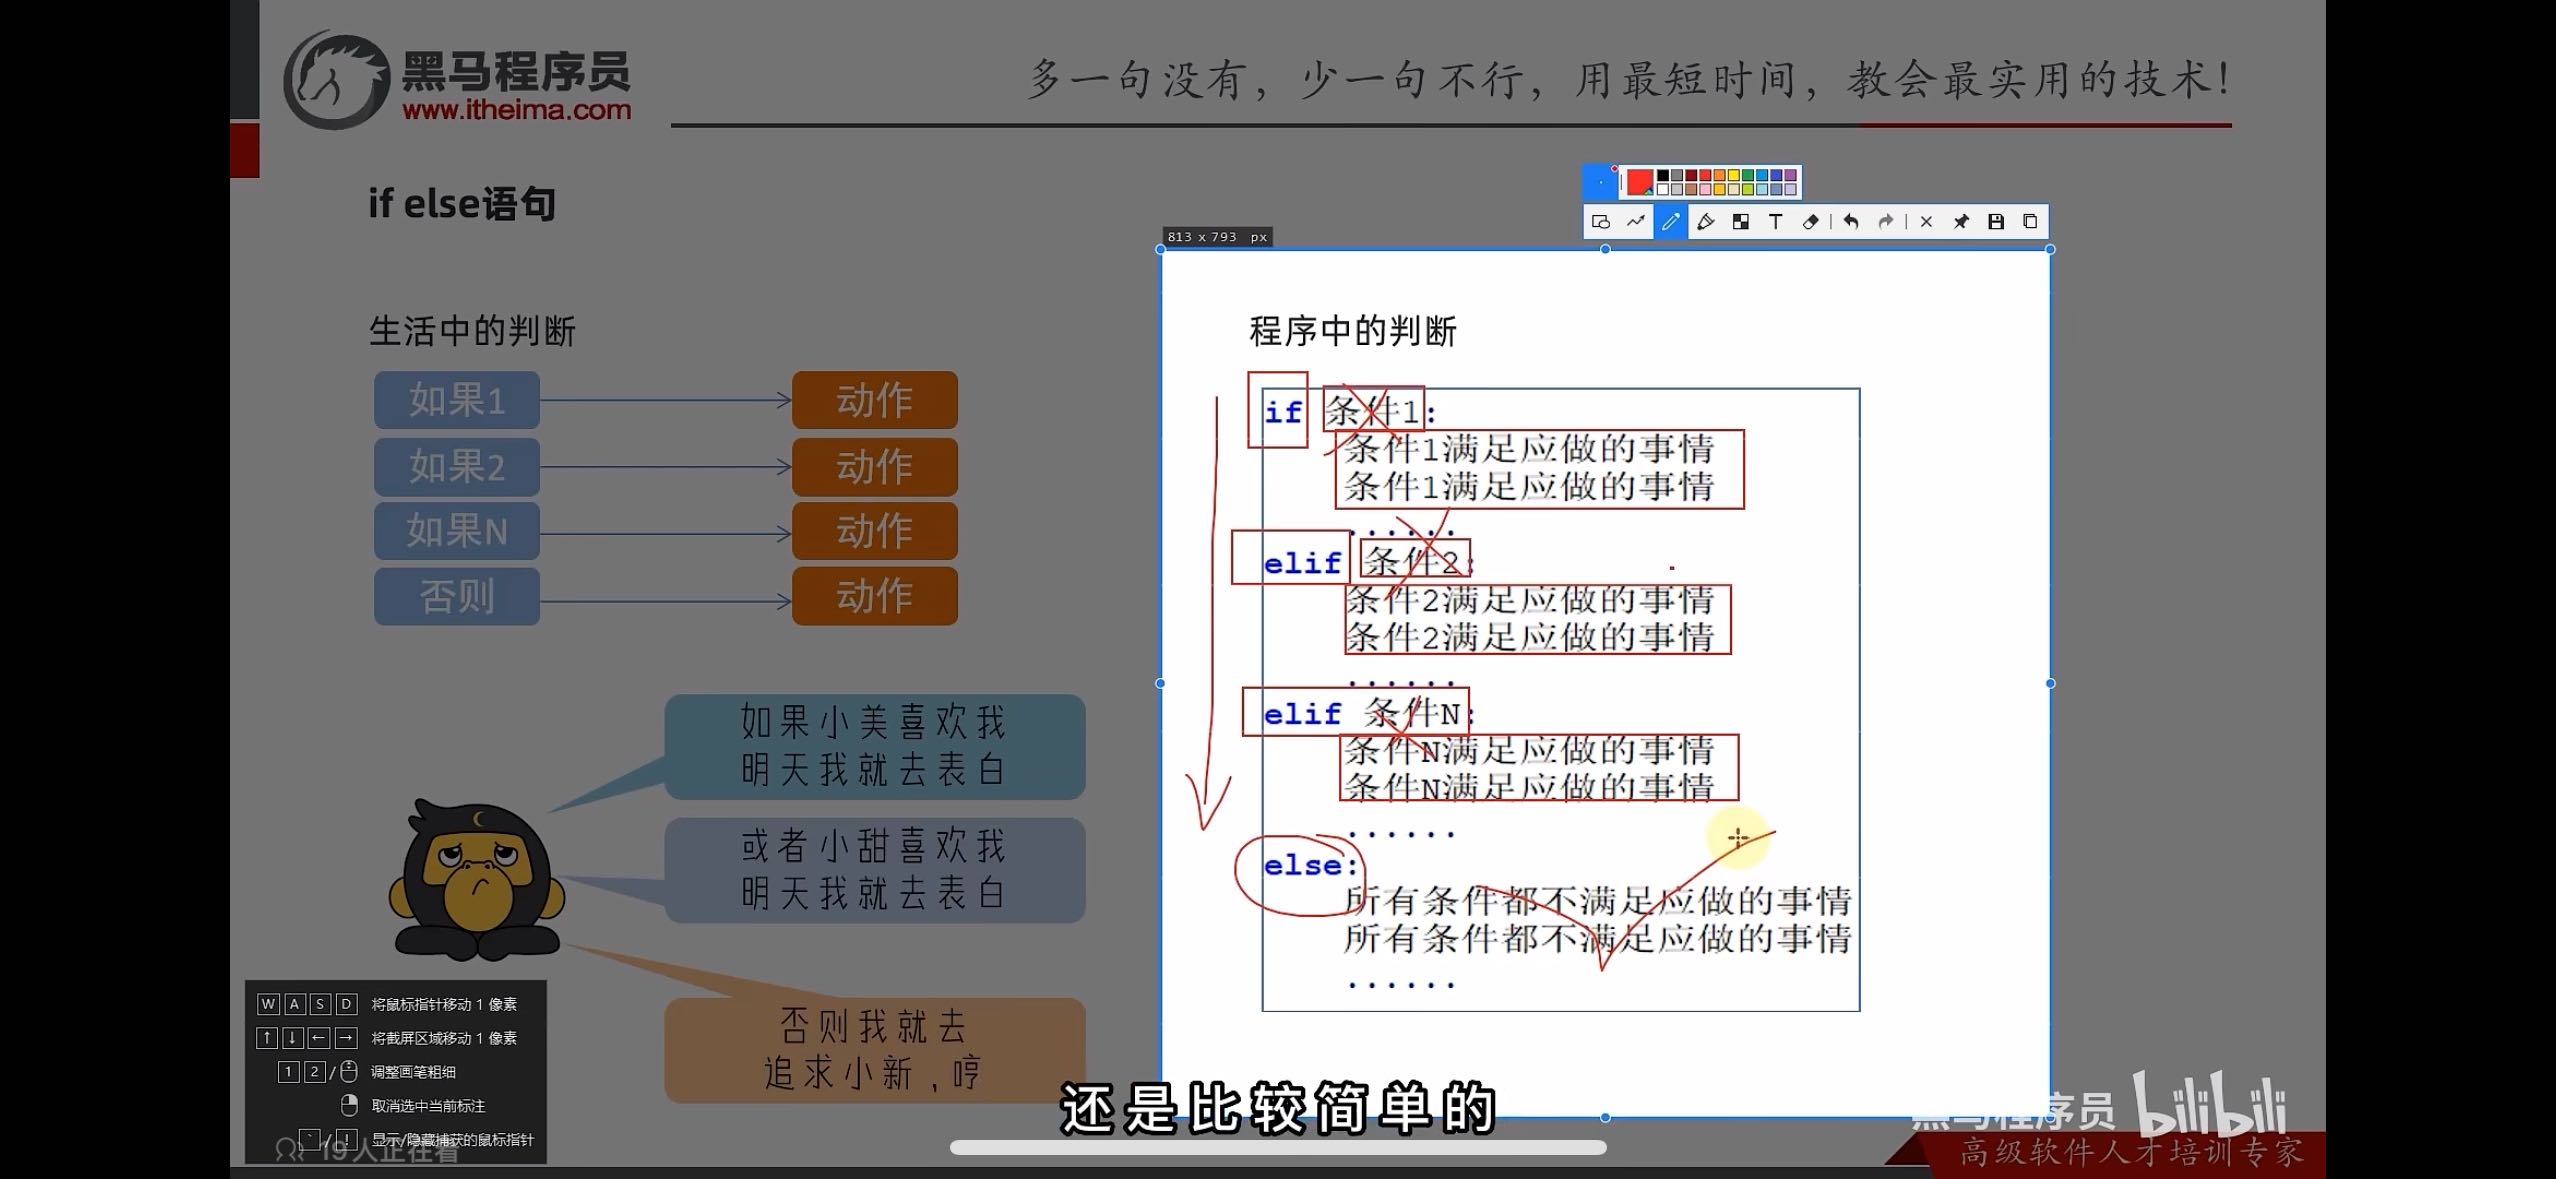 黑马程序员
www.itheima.com
多一句没有，少一句不行，用最短时间，教会最实用的技术！
if else语句
813 x 793 px
T
生活中的判断
如果1
动作
如果2
动作
如果N
动作
否则
动作
如果小美喜欢我
明天我就去表白
或者小甜喜欢我
明天我就去表白
否则我就去
追求小新，哼
程序中的判断
if 条件1:
条件1满足应做的事情
条件1满足应做的事情
......
elif 条件2:
条件2满足应做的事情
条件2满足应做的事情
......
elif 条件N:
条件N满足应做的事情
条件N满足应做的事情
......
else:
所有条件都不满足应做的事情
所有条件都不满足应做的事情
......
W A S D 将鼠标指针移动 1 像素
↑ ↓ ← → 将截屏区域移动 1 像素
1 2 / 调整画笔粗细
取消选中当前标注
` / ! 显示/隐藏捕获的鼠标指针
19人正在看
还是比较简单的
黑马程序员 bilibili
高级软件人才培训专家